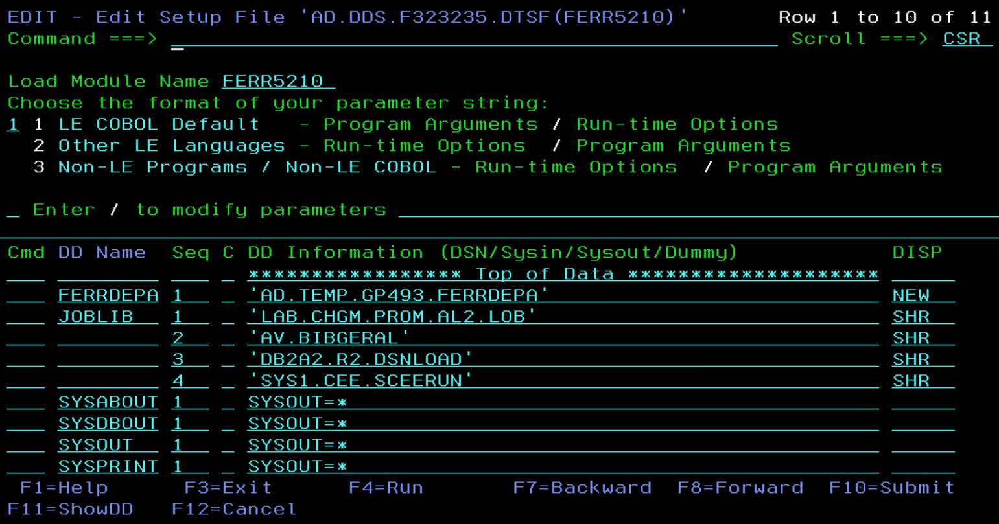 EDIT - Edit Setup File 'AD.DDS.F323235.DTSF(FERR5210)' Row 1 to 10 of 11
Command ===> Scroll ===> CSR
Load Module Name FERR5210
Choose the format of your parameter string:
1 1 LE COBOL Default - Program Arguments / Run-time Options
2 Other LE Languages - Run-time Options / Program Arguments
3 Non-LE Programs / Non-LE COBOL - Run-time Options / Program Arguments
_ Enter / to modify parameters
Cmd DD Name Seq C DD Information (DSN/Sysin/Sysout/Dummy) DISP
***************** Top of Data ********************
FERRDEPA 1 'AD.TEMP.GP493.FERRDEPA' NEW
JOBLIB 1 'LAB.CHGM.PROM.AL2.LOB' SHR
2 'AV.BIBGERAL' SHR
3 'DB2A2.R2.DSNLOAD' SHR
4 'SYS1.CEE.SCEERUN' SHR
SYSABOUT 1 SYSOUT=*
SYSDBOUT 1 SYSOUT=*
SYSOUT 1 SYSOUT=*
SYSPRINT 1 SYSOUT=*
F1=Help F3=Exit F4=Run F7=Backward F8=Forward F10=Submit
F11=ShowDD F12=Cancel